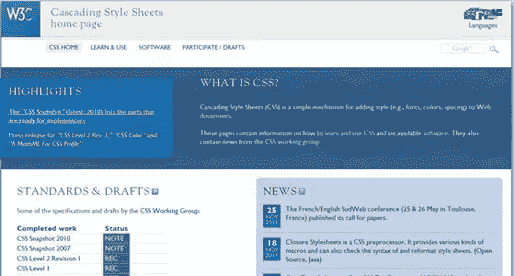 W3C
Cascading Style Sheets
home page
Languages
CSS HOME LEARN & USE SOFTWARE PARTICIPATE / DRAFTS
Google
HIGHLIGHTS
The "CSS Snapshot" (latest: 2010) lists the parts that
are ready for implementors.
Press release for "CSS Level 2 Rev 1," "CSS Color" and
"A MathML For CSS Profile"
WHAT IS CSS?
Cascading Style Sheets (CSS) is a simple mechanism for adding style (e.g., fonts, colors, spacing) to Web
documents.
These pages contain information on how to learn and use CSS and on available software. They also
contain news from the CSS working group.
STANDARDS & DRAFTS
Some of the specifications and drafts by the CSS Working Group:
Completed work Status
CSS Snapshot 2010 NOTE
CSS Snapshot 2007 NOTE
CSS Level 2 Revision 1 REC
CSS Level 1 REC
NEWS
25
NOV
2011
The French/English SudWeb conference (25 & 26 May in Toulouse,
France) published its call for papers.
18
NOV
2011
Closure Stylesheets is a CSS preprocessor. It provides various kinds of
macros and can also check the syntax of and reformat style sheets. (Open
Source, Java)